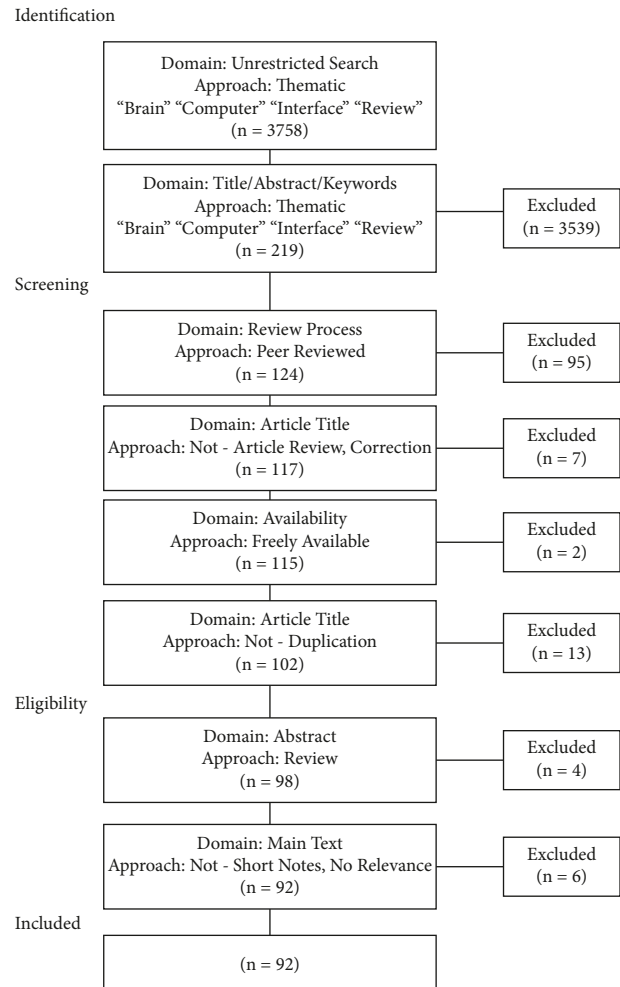 Identification
Domain: Unrestricted Search
Approach: Thematic
“Brain” “Computer” “Interface” “Review”
(n = 3758)
Domain: Title/Abstract/Keywords
Approach: Thematic
“Brain” “Computer” “Interface” “Review”
(n = 219)
Excluded
(n = 3539)
Screening
Domain: Review Process
Approach: Peer Reviewed
(n = 124)
Excluded
(n = 95)
Domain: Article Title
Approach: Not - Article Review, Correction
(n = 117)
Excluded
(n = 7)
Domain: Availability
Approach: Freely Available
(n = 115)
Excluded
(n = 2)
Domain: Article Title
Approach: Not - Duplication
(n = 102)
Excluded
(n = 13)
Eligibility
Domain: Abstract
Approach: Review
(n = 98)
Excluded
(n = 4)
Domain: Main Text
Approach: Not - Short Notes, No Relevance
(n = 92)
Excluded
(n = 6)
Included
(n = 92)